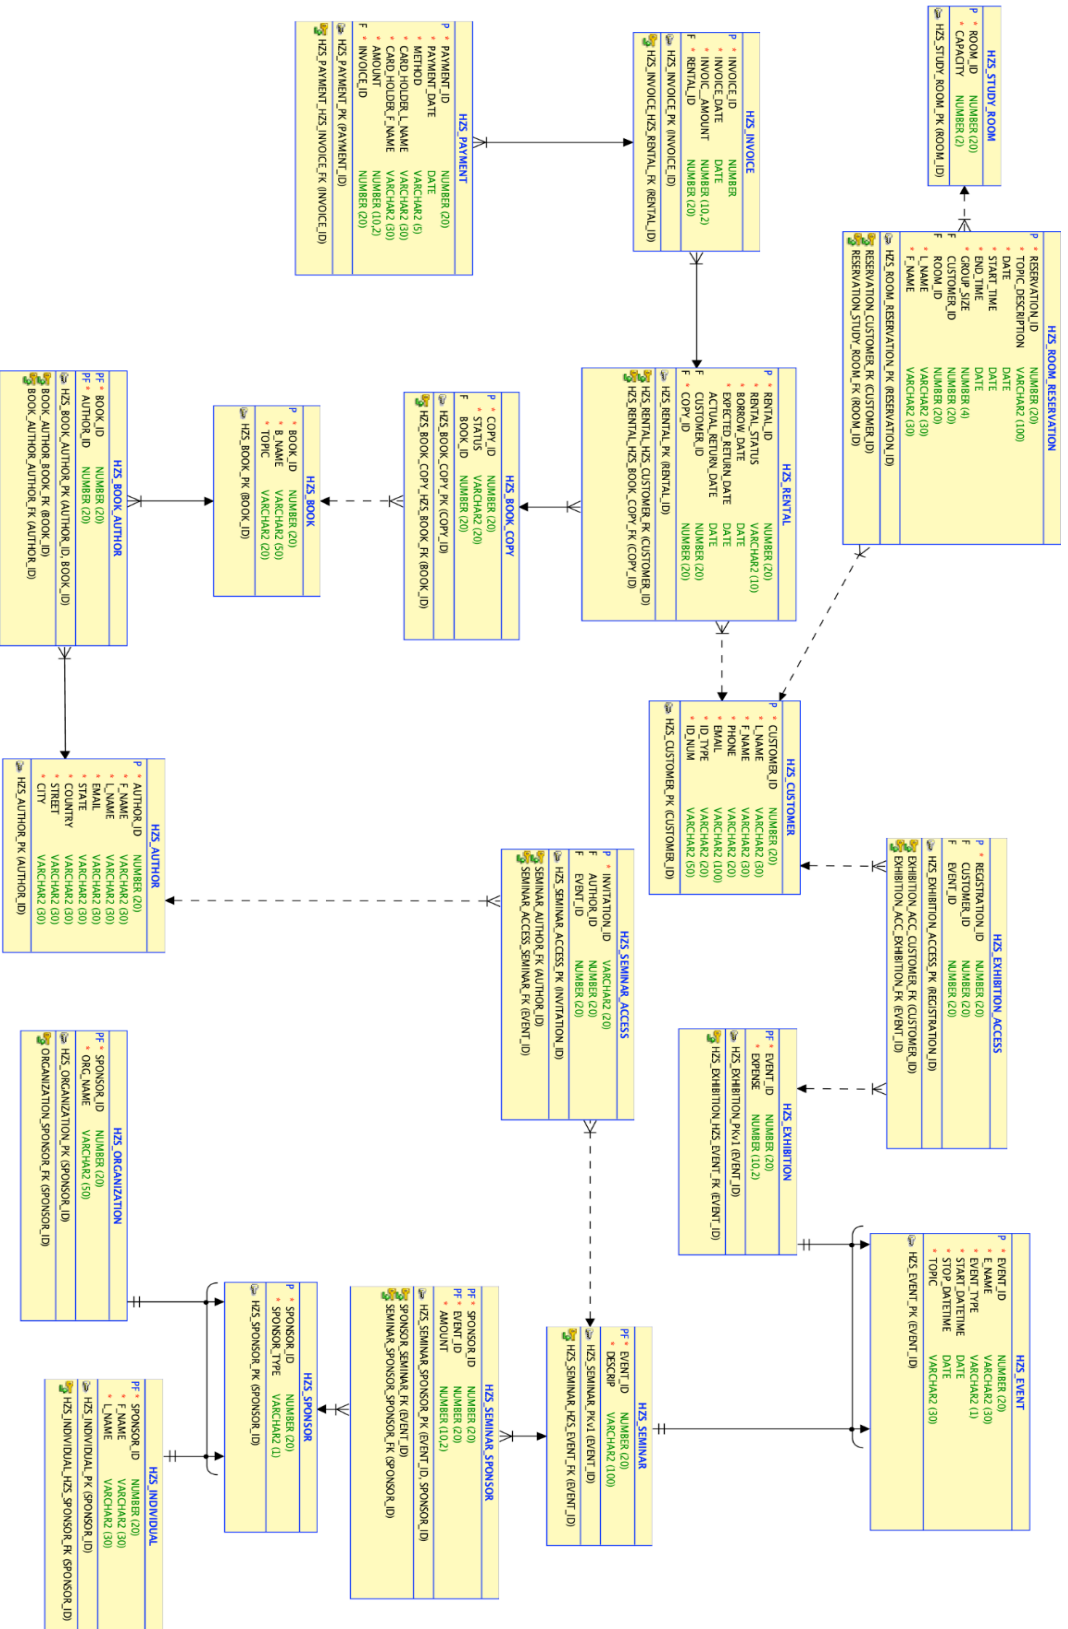 HZS_STUDY_ROOM
P * ROOM_ID NUMBER (20)
* CAPACITY NUMBER (2)
HZS_STUDY_ROOM_PK (ROOM_ID)
HZS_ROOM_RESERVATION
P * RESERVATION_ID NUMBER (20)
* TOPIC_DESCRIPTION VARCHAR2 (100)
* DATE DATE
* START_TIME DATE
* END_TIME DATE
* GROUP_SIZE NUMBER (4)
F CUSTOMER_ID NUMBER (20)
F ROOM_ID NUMBER (20)
* L_NAME VARCHAR2 (30)
* F_NAME VARCHAR2 (30)
HZS_ROOM_RESERVATION_PK (RESERVATION_ID)
RESERVATION_CUSTOMER_FK (CUSTOMER_ID)
RESERVATION_STUDY_ROOM_FK (ROOM_ID)
HZS_EXHIBITION_ACCESS
P * REGISTRATION_ID NUMBER (20)
F CUSTOMER_ID NUMBER (20)
F EVENT_ID NUMBER (20)
HZS_EXHIBITION_ACCESS_PK (REGISTRATION_ID)
EXHIBITION_ACC_CUSTOMER_FK (CUSTOMER_ID)
EXHIBITION_ACC_EXHIBITION_FK (EVENT_ID)
HZS_EVENT
P * EVENT_ID NUMBER (20)
* E_NAME VARCHAR2 (30)
* EVENT_TYPE VARCHAR2 (1)
* START_DATETIME DATE
* STOP_DATETIME DATE
* TOPIC VARCHAR2 (30)
HZS_EVENT_PK (EVENT_ID)
HZS_INVOICE
P * INVOICE_ID NUMBER
* INVOICE_DATE DATE
* INVOIC_AMOUNT NUMBER (10,2)
F * RENTAL_ID NUMBER (20)
HZS_INVOICE_PK (INVOICE_ID)
HZS_INVOICE_HZS_RENTAL_FK (RENTAL_ID)
HZS_RENTAL
P * RENTAL_ID NUMBER (20)
* RENTAL_STATUS VARCHAR2 (10)
* BORROW_DATE DATE
* EXPECTED_RETURN_DATE DATE
ACTUAL_RETURN_DATE DATE
F CUSTOMER_ID NUMBER (20)
F * COPY_ID NUMBER (20)
HZS_RENTAL_PK (RENTAL_ID)
HZS_RENTAL_HZS_CUSTOMER_FK (CUSTOMER_ID)
HZS_RENTAL_HZS_BOOK_COPY_FK (COPY_ID)
HZS_CUSTOMER
P * CUSTOMER_ID NUMBER (20)
* L_NAME VARCHAR2 (30)
* F_NAME VARCHAR2 (30)
* PHONE VARCHAR2 (20)
* EMAIL VARCHAR2 (100)
* ID_TYPE VARCHAR2 (20)
* ID_NUM VARCHAR2 (50)
HZS_CUSTOMER_PK (CUSTOMER_ID)
HZS_EXHIBITION
PF * EVENT_ID NUMBER (20)
* EXPENSE NUMBER (10,2)
HZS_EXHIBITION_PKv1 (EVENT_ID)
HZS_EXHIBITION_HZS_EVENT_FK (EVENT_ID)
HZS_PAYMENT
P * PAYMENT_ID NUMBER (20)
* PAYMENT_DATE DATE
* METHOD VARCHAR2 (5)
* CARD_HOLDER_L_NAME VARCHAR2 (30)
* CARD_HOLDER_F_NAME VARCHAR2 (30)
* AMOUNT NUMBER (10,2)
F * INVOICE_ID NUMBER (20)
HZS_PAYMENT_PK (PAYMENT_ID)
HZS_PAYMENT_HZS_INVOICE_FK (INVOICE_ID)
HZS_BOOK_COPY
P * COPY_ID NUMBER (20)
* STATUS VARCHAR2 (20)
F BOOK_ID NUMBER (20)
HZS_BOOK_COPY_PK (COPY_ID)
HZS_BOOK_COPY_HZS_BOOK_FK (BOOK_ID)
HZS_SEMINAR_ACCESS
P * INVITATION_ID VARCHAR2 (20)
F AUTHOR_ID NUMBER (20)
F EVENT_ID NUMBER (20)
HZS_SEMINAR_ACCESS_PK (INVITATION_ID)
SEMINAR_AUTHOR_FK (AUTHOR_ID)
SEMINAR_ACCESS_SEMINAR_FK (EVENT_ID)
HZS_SEMINAR
PF * EVENT_ID NUMBER (20)
* DESCRIP VARCHAR2 (100)
HZS_SEMINAR_PKv1 (EVENT_ID)
HZS_SEMINAR_HZS_EVENT_FK (EVENT_ID)
HZS_BOOK
P * BOOK_ID NUMBER (20)
* B_NAME VARCHAR2 (50)
* TOPIC VARCHAR2 (20)
HZS_BOOK_PK (BOOK_ID)
HZS_SEMINAR_SPONSOR
PF * SPONSOR_ID NUMBER (20)
PF * EVENT_ID NUMBER (20)
* AMOUNT NUMBER (10,2)
HZS_SEMINAR_SPONSOR_PK (EVENT_ID, SPONSOR_ID)
SPONSOR_SEMINAR_FK (EVENT_ID)
SEMINAR_SPONSOR_SPONSOR_FK (SPONSOR_ID)
HZS_BOOK_AUTHOR
PF * BOOK_ID NUMBER (20)
PF * AUTHOR_ID NUMBER (20)
HZS_BOOK_AUTHOR_PK (AUTHOR_ID, BOOK_ID)
BOOK_AUTHOR_BOOK_FK (BOOK_ID)
BOOK_AUTHOR_AUTHOR_FK (AUTHOR_ID)
HZS_AUTHOR
P * AUTHOR_ID NUMBER (20)
* F_NAME VARCHAR2 (30)
* L_NAME VARCHAR2 (30)
* EMAIL VARCHAR2 (30)
* STATE VARCHAR2 (30)
* COUNTRY VARCHAR2 (30)
* STREET VARCHAR2 (30)
* CITY VARCHAR2 (30)
HZS_AUTHOR_PK (AUTHOR_ID)
HZS_SPONSOR
P * SPONSOR_ID NUMBER (20)
* SPONSOR_TYPE VARCHAR2 (1)
HZS_SPONSOR_PK (SPONSOR_ID)
HZS_ORGANIZATION
PF * SPONSOR_ID NUMBER (20)
* ORG_NAME VARCHAR2 (50)
HZS_ORGANIZATION_PK (SPONSOR_ID)
ORGANIZATION_SPONSOR_FK (SPONSOR_ID)
HZS_INDIVIDUAL
PF * SPONSOR_ID NUMBER (20)
* F_NAME VARCHAR2 (30)
* L_NAME VARCHAR2 (30)
HZS_INDIVIDUAL_PK (SPONSOR_ID)
HZS_INDIVIDUAL_HZS_SPONSOR_FK (SPONSOR_ID)